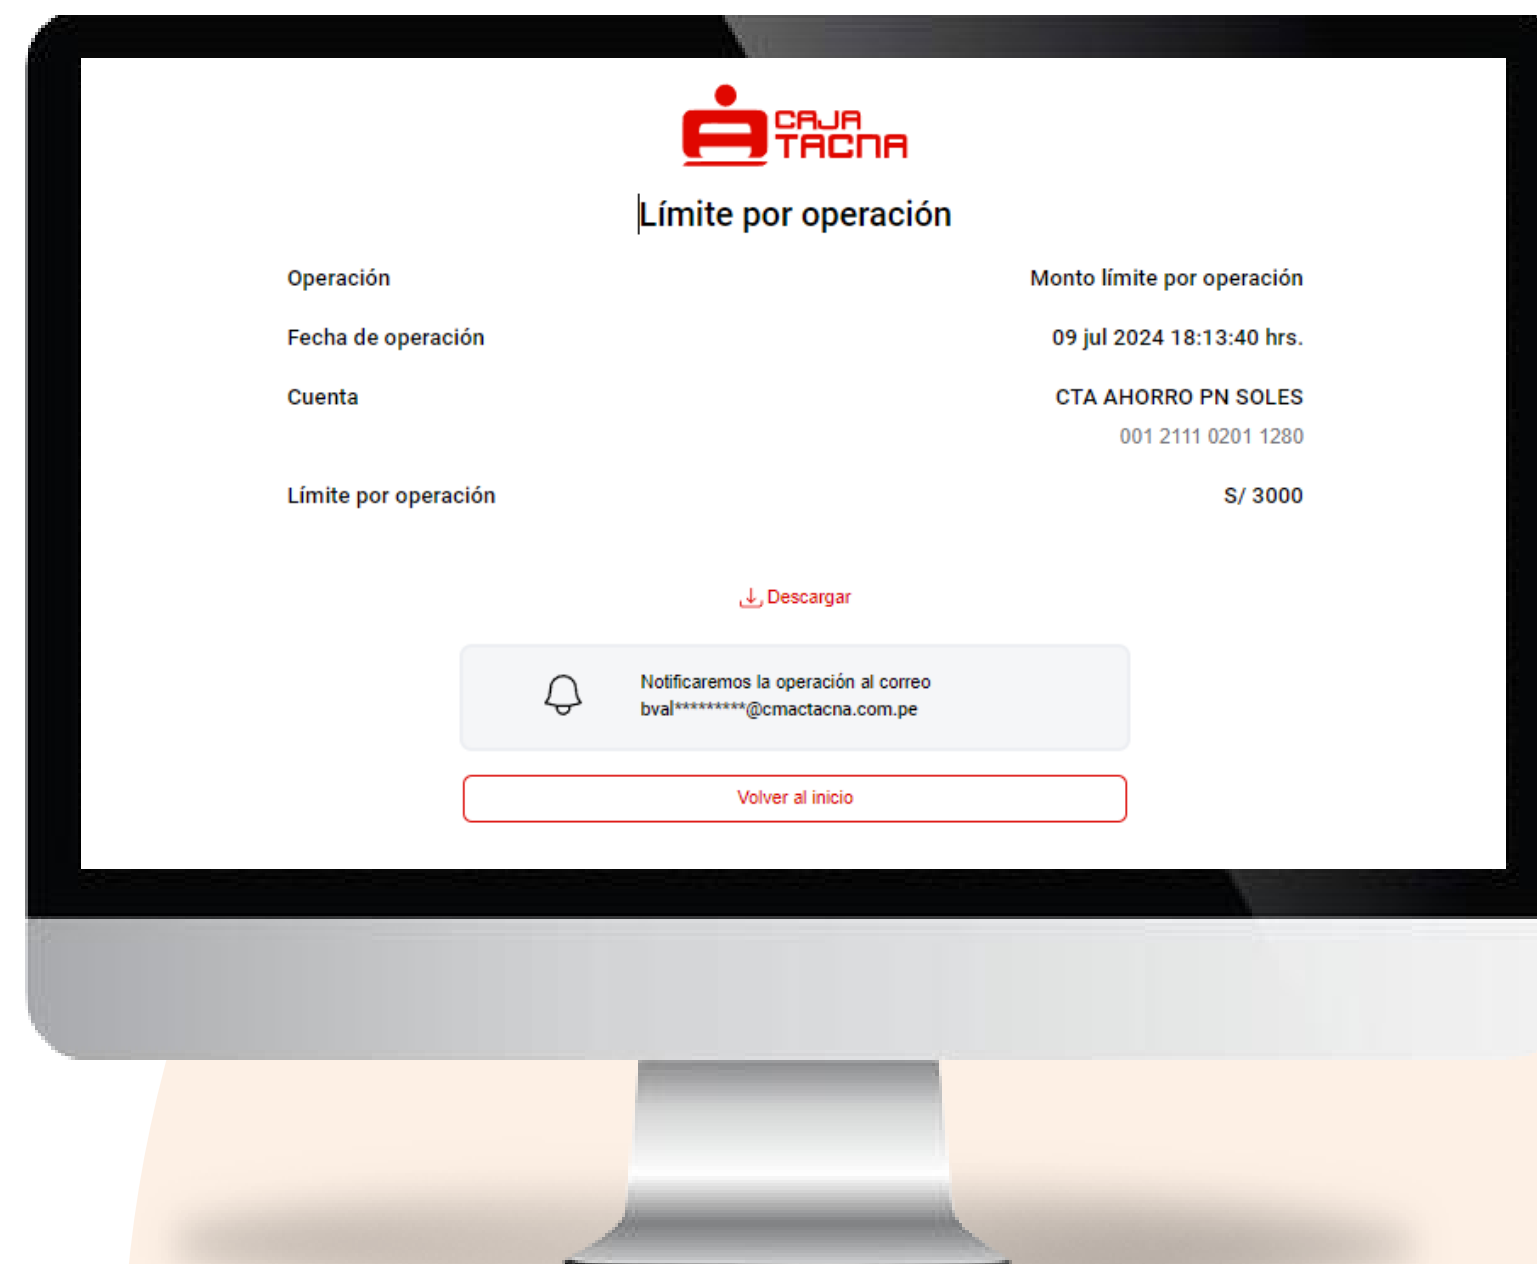 CAJA
TACNA
Límite por operación
Operación
Monto límite por operación
Fecha de operación
09 jul 2024 18:13:40 hrs.
Cuenta
CTA AHORRO PN SOLES
001 2111 0201 1280
Límite por operación
S/ 3000
Descargar
Notificaremos la operación al correo
bval*********@cmactacna.com.pe
Volver al inicio